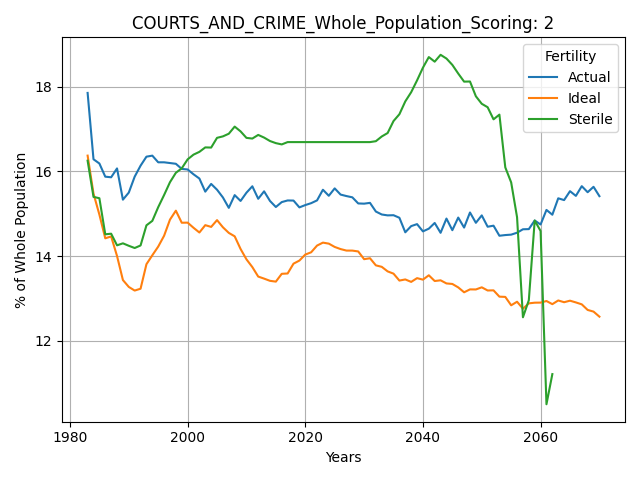 COURTS_AND_CRIME_Whole_Population_Scoring: 2
Fertility
Actual
Ideal
Sterile
% of Whole Population
18
16
14
12
1980
2000
2020
2040
2060
Years